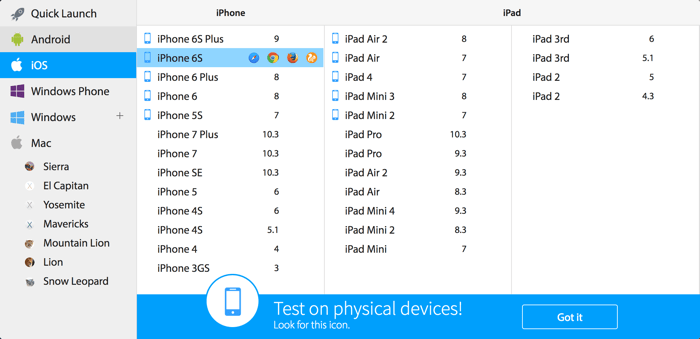 Quick Launch
Android
iOS
Windows Phone
Windows +
Mac
Sierra
El Capitan
Yosemite
Mavericks
Mountain Lion
Lion
Snow Leopard
iPhone
iPhone 6S Plus 9
iPhone 6S
iPhone 6 Plus 8
iPhone 6 8
iPhone 5S 7
iPhone 7 Plus 10.3
iPhone 7 10.3
iPhone SE 10.3
iPhone 5 6
iPhone 4S 6
iPhone 4S 5.1
iPhone 4 4
iPhone 3GS 3
iPad
iPad Air 2 8
iPad Air 7
iPad 4 7
iPad Mini 3 8
iPad Mini 2 7
iPad Pro 10.3
iPad Pro 9.3
iPad Air 2 9.3
iPad Air 8.3
iPad Mini 4 9.3
iPad Mini 2 8.3
iPad Mini 7
iPad 3rd 6
iPad 3rd 5.1
iPad 2 5
iPad 2 4.3
Test on physical devices!
Look for this icon.
Got it